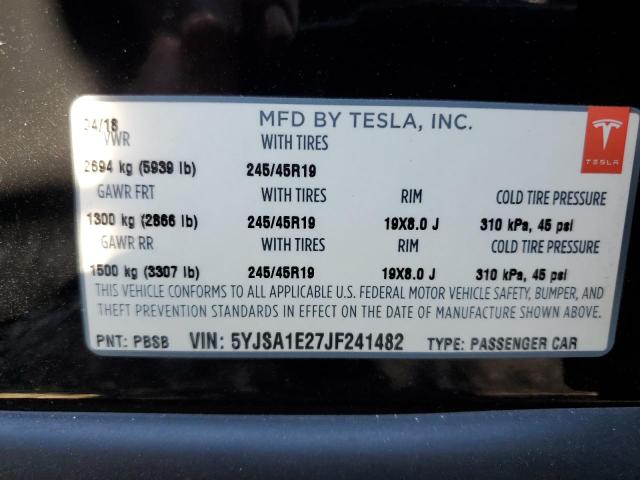 04/18 MFD BY TESLA, INC.
GVWR WITH TIRES
2694 kg (5939 lb) 245/45R19
TESLA
GAWR FRT WITH TIRES RIM COLD TIRE PRESSURE
1300 kg (2866 lb) 245/45R19 19X8.0 J 310 kPa, 45 psi
GAWR RR WITH TIRES RIM COLD TIRE PRESSURE
1500 kg (3307 lb) 245/45R19 19X8.0 J 310 kPa, 45 psi
THIS VEHICLE CONFORMS TO ALL APPLICABLE U.S. FEDERAL MOTOR VEHICLE SAFETY, BUMPER, AND
THEFT PREVENTION STANDARDS IN EFFECT ON THE DATE OF MANUFACTURE SHOWN ABOVE.
PNT: PBSB VIN: 5YJSA1E27JF241482 TYPE: PASSENGER CAR